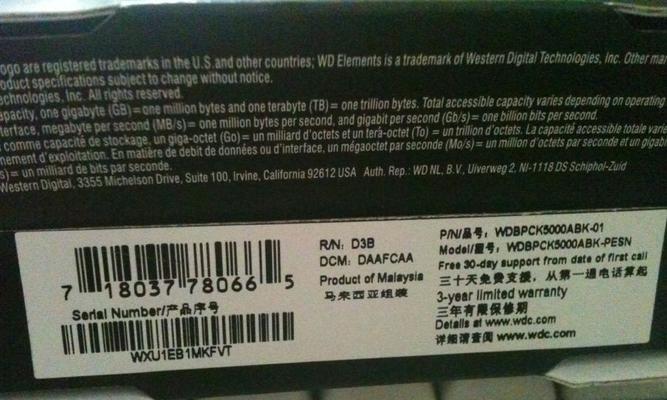 ogo are registered trademarks in the U.S. and other countries; WD Elements is a trademark of Western Digital Technologies, Inc. Other mar
oduct specifications subject to change without notice.
echnologies, Inc. All rights reserved.
apacity, one gigabyte (GB) = one million bytes and one terabyte (TB) = one trillion bytes. Total accessible capacity varies depending on operating
terface, megabyte per second (MB/s) = one million bytes per second, and gigabit per second (Gb/s) = one billion bits per second.
comme capacité de stockage, un giga-octet (Go) = un milliard d'octets et un tera-octet (To) = un trillion d'octets. La capacité accessible totale varie
nement d'exploitation. En matière de débit de données ou d'interface, un mégaoctet par seconde (Mo/s) = un million d'octets par seconde et un gigabit
s) = un milliard de bits par seconde.
Western Digital, 3355 Michelson Drive, Suite 100, Irvine, California 92612 USA Auth. Rep.: WD NL, B.V., Uiverweg 2, Nl-1118 DS Schiphol-Zuid
7 18037 78066 5
Serial Number/产品序号
WXU1EB1MKFVT
R/N: D3B
DCM: DAAFCAA
Product of Malaysia
马来西亚组装
P/N/品号: WDBPCK5000ABK-01
Model/型号: WDBPCK5000ABK-PESN
Free 30-day support from date of first call
三十天免费支援，从第一通电话算起
3-year limited warranty
三年有限保修期
Details at www.wdc.com
详细请查阅 www.wdc.com